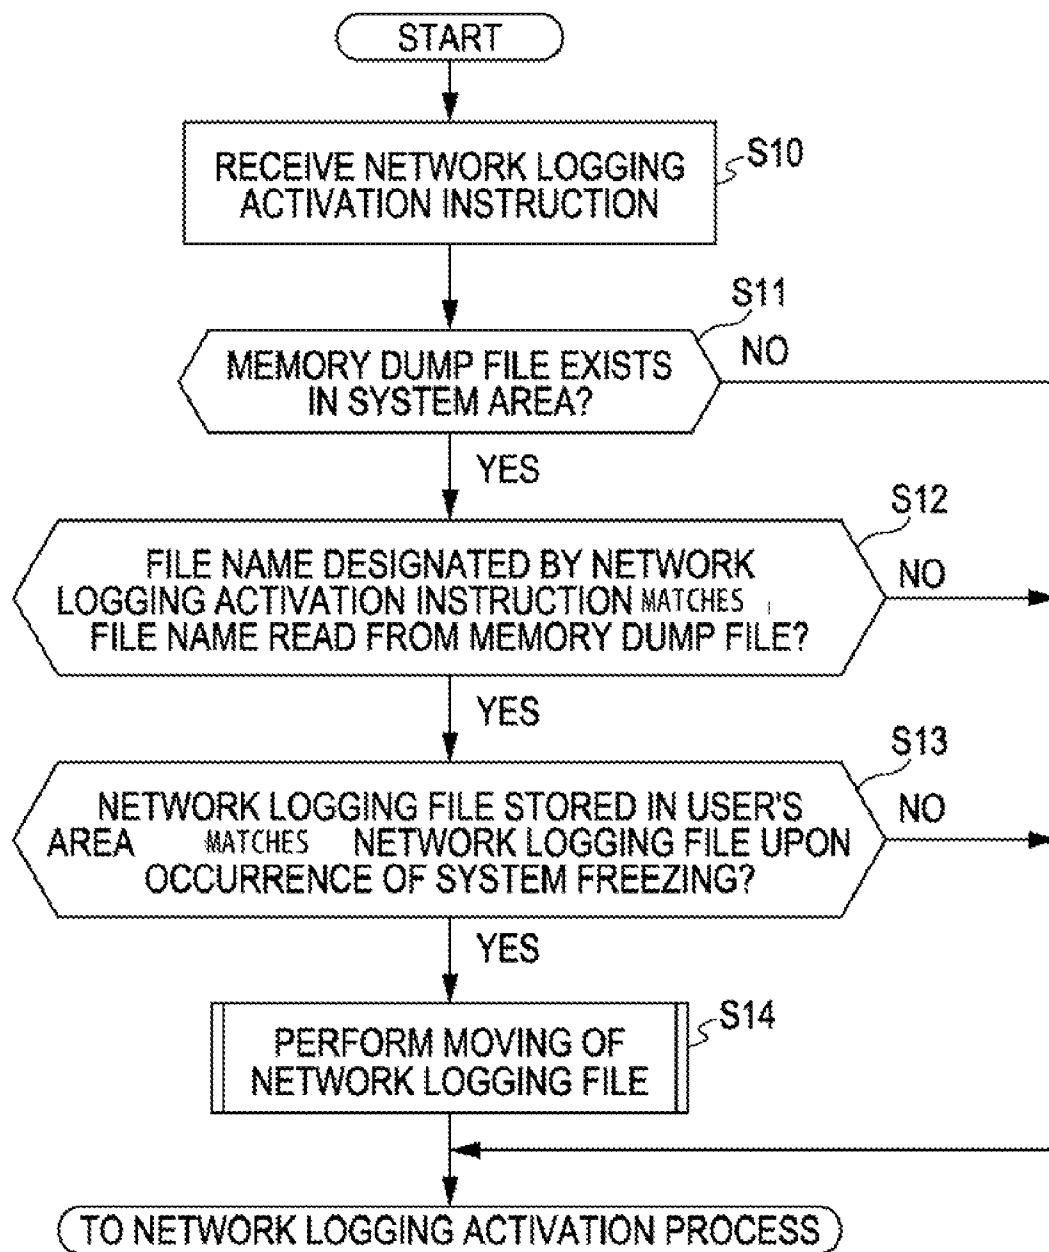 START
RECEIVE NETWORK LOGGING
ACTIVATION INSTRUCTION
S10
S11
MEMORY DUMP FILE EXISTS
IN SYSTEM AREA?
NO
YES
S12
FILE NAME DESIGNATED BY NETWORK
LOGGING ACTIVATION INSTRUCTION MATCHES
FILE NAME READ FROM MEMORY DUMP FILE?
NO
YES
S13
NETWORK LOGGING FILE STORED IN USER'S
AREA MATCHES NETWORK LOGGING FILE UPON
OCCURRENCE OF SYSTEM FREEZING?
NO
YES
S14
PERFORM MOVING OF
NETWORK LOGGING FILE
TO NETWORK LOGGING ACTIVATION PROCESS